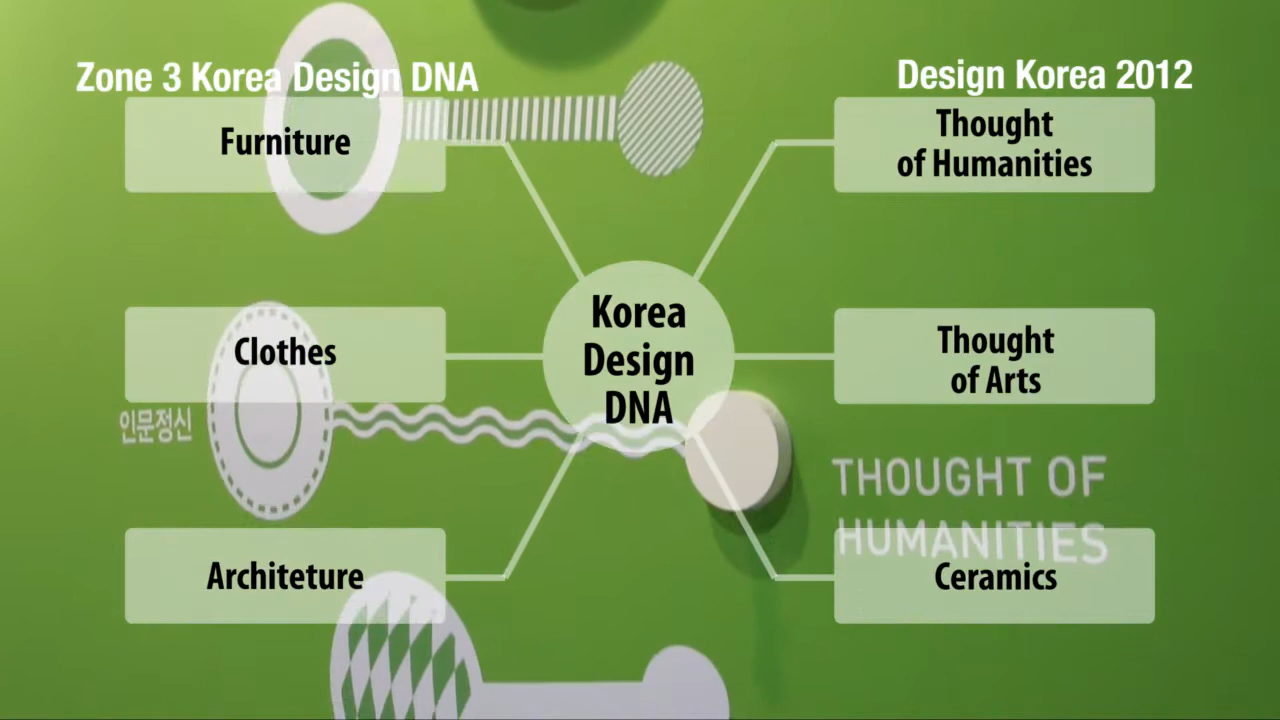 Zone 3 Korea Design DNA
Design Korea 2012
Furniture
Thought
of Humanities
Korea
Design
DNA
Clothes
Thought
of Arts
인문정신
THOUGHT OF
HUMANITIES
Architeture
Ceramics